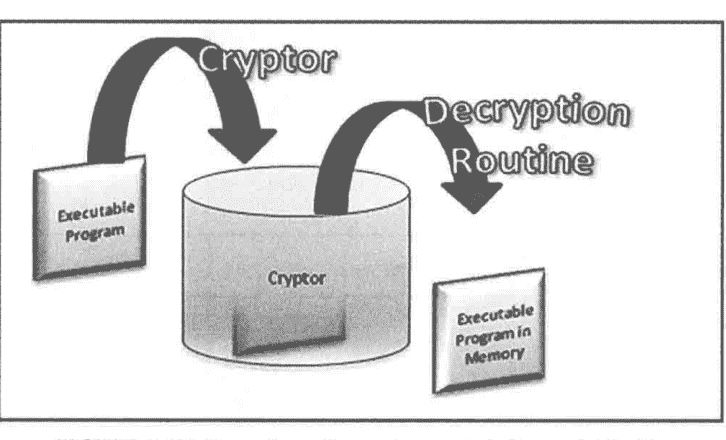 Cryptor
Decryption
Routine
Executable
Program
Cryptor
Executable
Program in
Memory